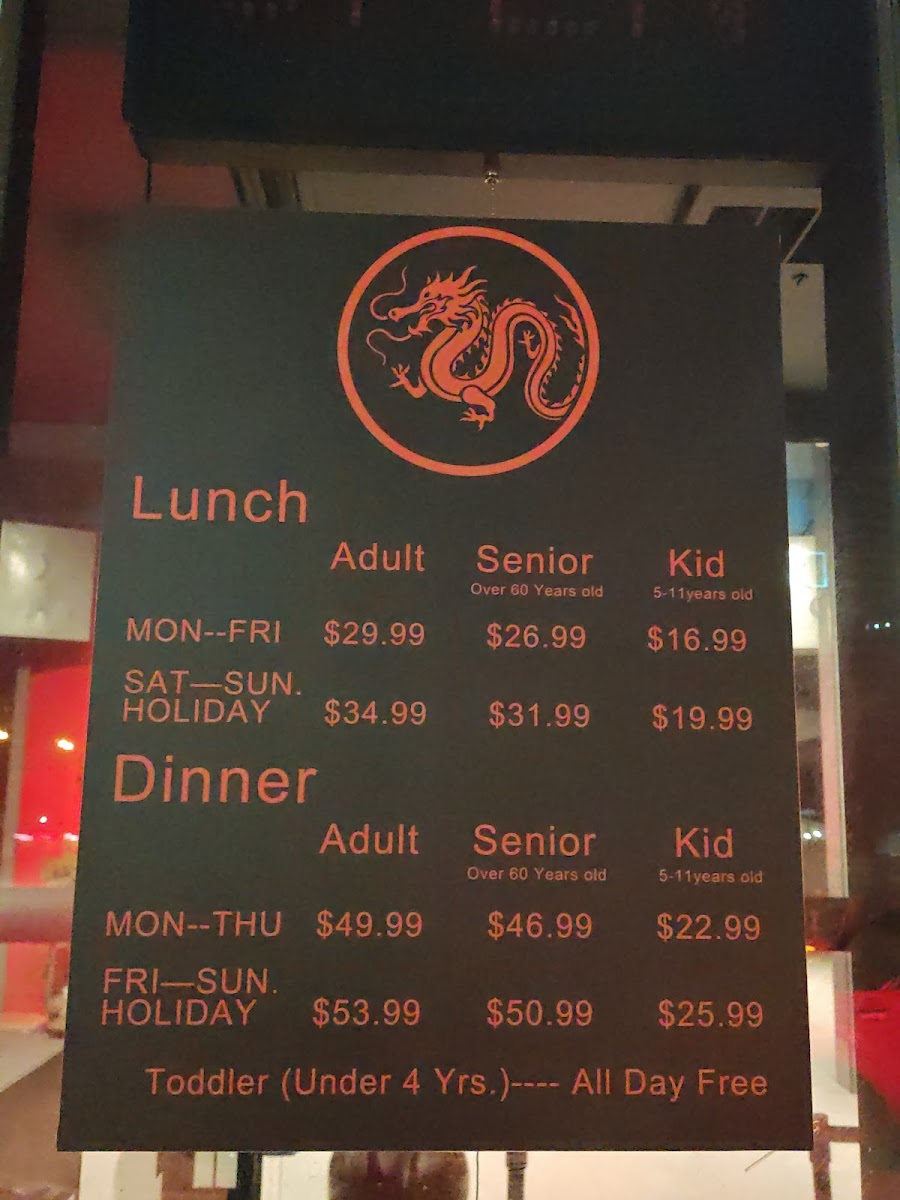 Lunch
Adult Senior Kid
Over 60 Years old 5-11years old
MON--FRI $29.99 $26.99 $16.99
SAT—SUN.
HOLIDAY $34.99 $31.99 $19.99
Dinner
Adult Senior Kid
Over 60 Years old 5-11years old
MON--THU $49.99 $46.99 $22.99
FRI—SUN.
HOLIDAY $53.99 $50.99 $25.99
Toddler (Under 4 Yrs.)---- All Day Free